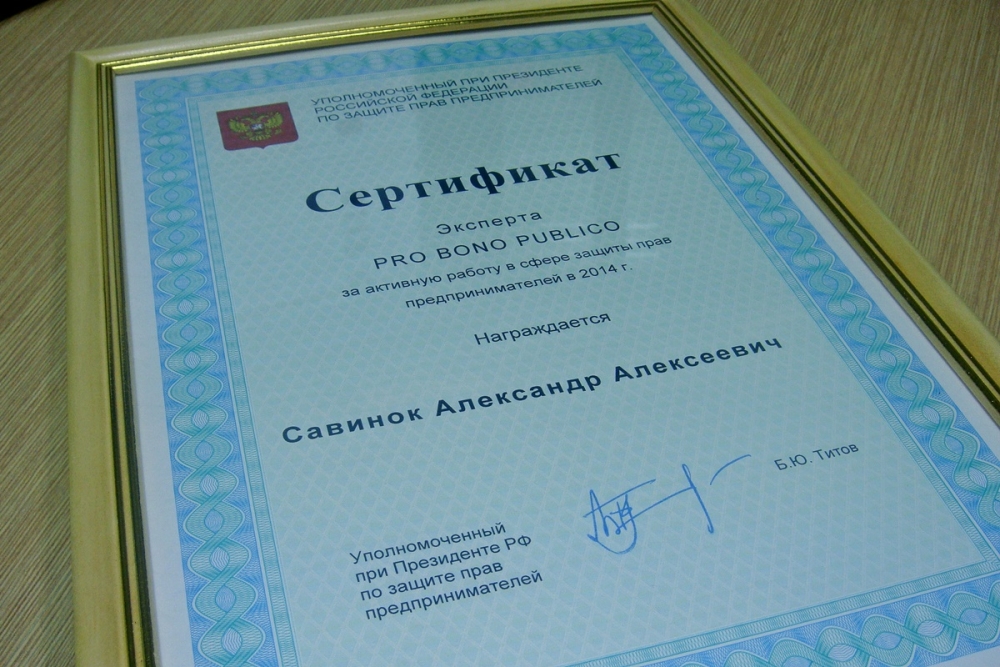 УПОЛНОМОЧЕННЫЙ ПРИ ПРЕЗИДЕНТЕ
РОССИЙСКОЙ ФЕДЕРАЦИИ
ПО ЗАЩИТЕ ПРАВ ПРЕДПРИНИМАТЕЛЕЙ
Сертификат
Эксперта
PRO BONO PUBLICO
за активную работу в сфере защиты прав
предпринимателей в 2014 г.
Награждается
Савинок Александр Алексеевич
Б.Ю. Титов
Уполномоченный
при Президенте РФ
по защите прав
предпринимателей